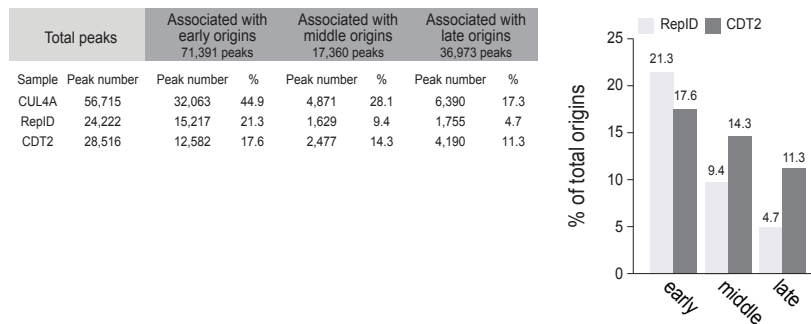 Total peaks
Associated with
early origins
71,391 peaks
Associated with
middle origins
17,360 peaks
Associated with
late origins
36,973 peaks
Sample Peak number Peak number % Peak number % Peak number %
CUL4A 56,715 32,063 44.9 4,871 28.1 6,390 17.3
RepID 24,222 15,217 21.3 1,629 9.4 1,755 4.7
CDT2 28,516 12,582 17.6 2,477 14.3 4,190 11.3
RepID CDT2
% of total origins
25
20
15
10
5
0
21.3
17.6
9.4
14.3
4.7
11.3
early
middle
late